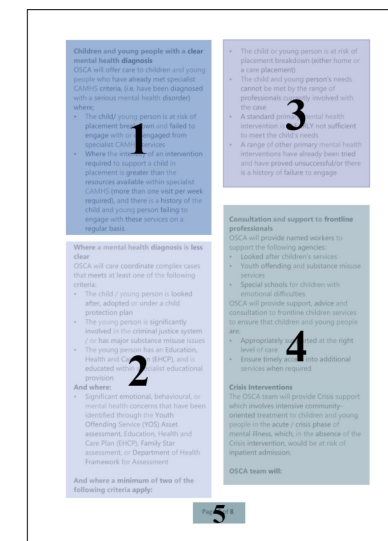 Children and young people with a clear
mental health diagnosis
OSCA will offer care to children and young
people who have already met specialist
CAMHS criteria, (i.e. have been diagnosed
with a serious mental health disorder)
where:
• The child/ young person is at risk of
placement breakdown and failed to
engage with or disengaged from
specialist CAMHS services
• Where the intensity of an intervention
required to support a child in
placement is greater than the
resources available within specialist
CAMHS (more than one visit per week
required), and there is a history of the
child and young person failing to
engage with these services on a
regular basis
1
Where a mental health diagnosis is less
clear
OSCA will care coordinate complex cases
that meets at least one of the following
criteria:
• The child / young person is looked
after, adopted or under a child
protection plan
• The young person is significantly
involved in the criminal justice system
/ or has major substance misuse issues
• The young person has an Education,
Health and Care Plan (EHCP), and is
educated within specialist educational
provision
And where:
• Significant emotional, behavioural, or
mental health concerns that have been
identified through the Youth
Offending Service (YOS) Asset
assessment, Education, Health and
Care Plan (EHCP), Family Star
assessment, or Department of Health
Framework for Assessment
And where a minimum of two of the
following criteria apply:
2
• The child or young person is at risk of
placement breakdown (either home or
a care placement)
• The child and young person's needs
cannot be met by the range of
professionals currently involved with
the case
• A standard primary mental health
intervention is not sufficient
to meet the child's needs
• A range of other primary mental health
interventions have already been tried
and have proved unsuccessful/or there
is a history of failure to engage
3
Consultation and support to frontline
professionals
OSCA will provide named workers to
support the following agencies:
• Looked after children's services
• Youth offending and substance misuse
services
• Special schools for children with
emotional difficulties
OSCA will provide support, advice and
consultation to frontline children services
to ensure that children and young people
are:
• Appropriately supported at the right
level of care
• Ensure timely access into additional
services when required
Crisis Interventions
The OSCA team will provide Crisis support
which involves intensive community-
oriented treatment to children and young
people in the acute / crisis phase of
mental illness, which, in the absence of the
Crisis intervention, would be at risk of
inpatient admission.
OSCA team will:
4
Page of 8
5